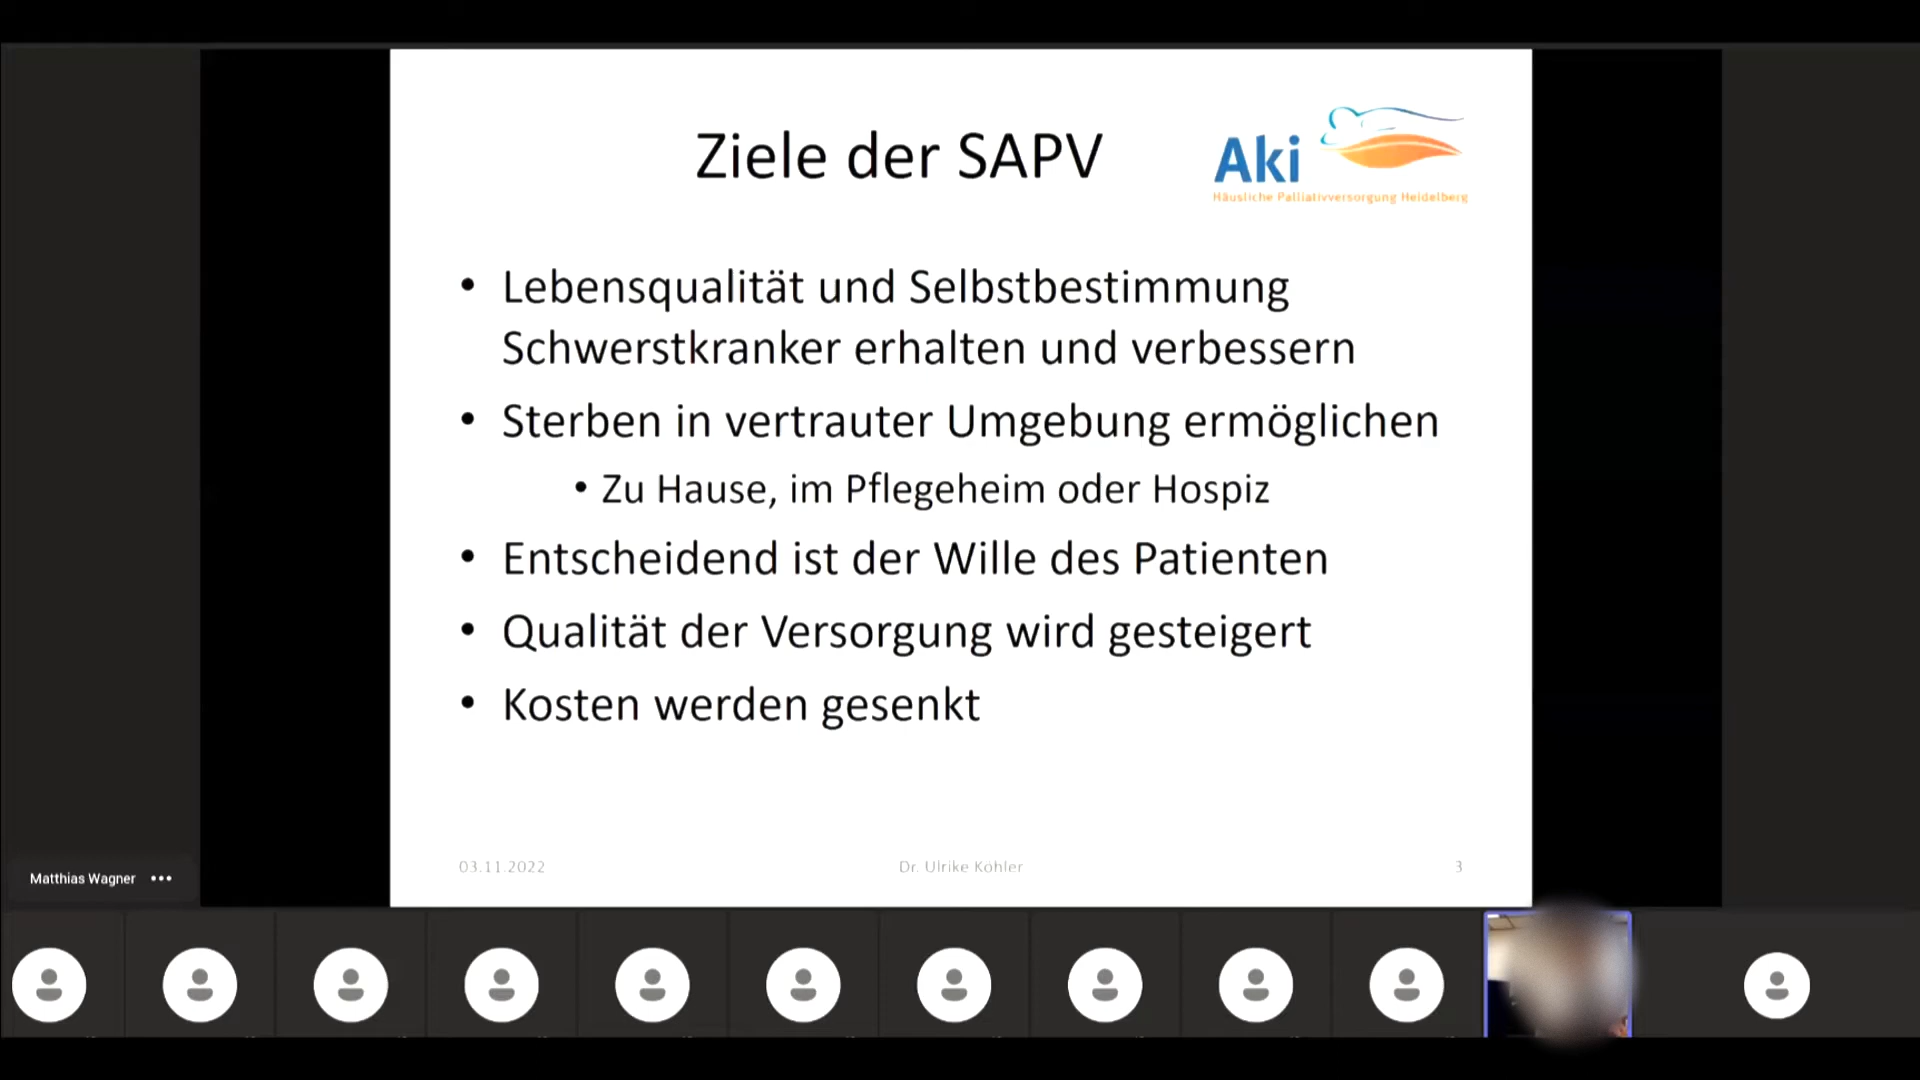 Ziele der SAPV
Aki
Häusliche Palliativversorgung Heidelberg
• Lebensqualität und Selbstbestimmung
Schwerstkranker erhalten und verbessern
• Sterben in vertrauter Umgebung ermöglichen
• Zu Hause, im Pflegeheim oder Hospiz
• Entscheidend ist der Wille des Patienten
• Qualität der Versorgung wird gesteigert
• Kosten werden gesenkt
03.11.2022
Dr. Ulrike Köhler
3
Matthias Wagner •••